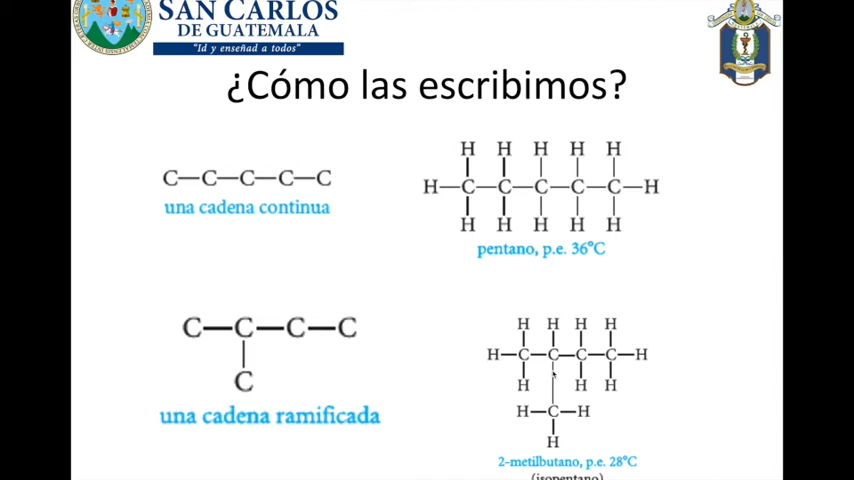 SAN CARLOS
DE GUATEMALA
"Id y enseñad a todos"
¿Cómo las escribimos?
C—C—C—C—C
una cadena continua
H H H H H
H—C—C—C—C—C—H
H H H H H
pentano, p.e. 36°C
C—C—C—C
C
una cadena ramificada
H H H H
H—C—C—C—C—H
H H H
H—C—H
H
2-metilbutano, p.e. 28°C
(isopentano)